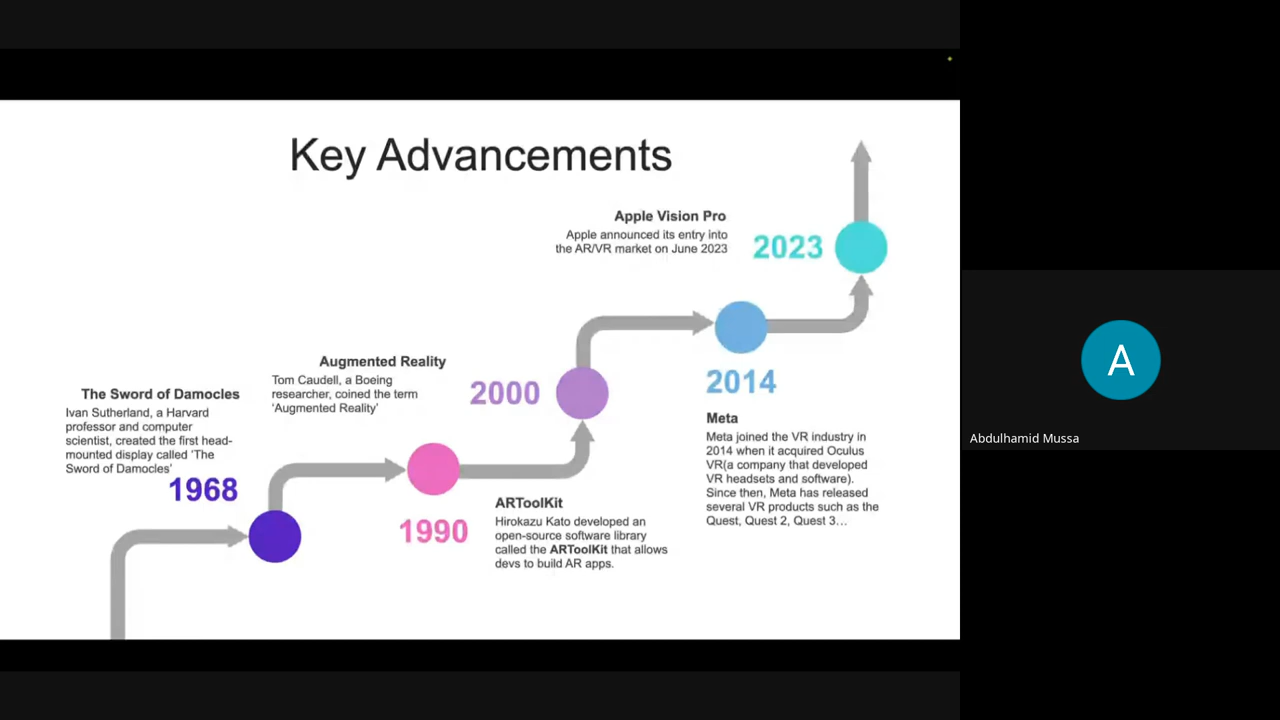 Key Advancements
Apple Vision Pro
Apple announced its entry into
the AR/VR market on June 2023
2023
The Sword of Damocles
Ivan Sutherland, a Harvard
professor and computer
scientist, created the first head-
mounted display called 'The
Sword of Damocles'
1968
Augmented Reality
Tom Caudell, a Boeing
researcher, coined the term
'Augmented Reality'
1990
2000
ARToolKit
Hirokazu Kato developed an
open-source software library
called the ARToolKit that allows
devs to build AR apps.
2014
Meta
Meta joined the VR industry in
2014 when it acquired Oculus
VR(a company that developed
VR headsets and software).
Since then, Meta has released
several VR products such as the
Quest, Quest 2, Quest 3...
A
Abdulhamid Mussa